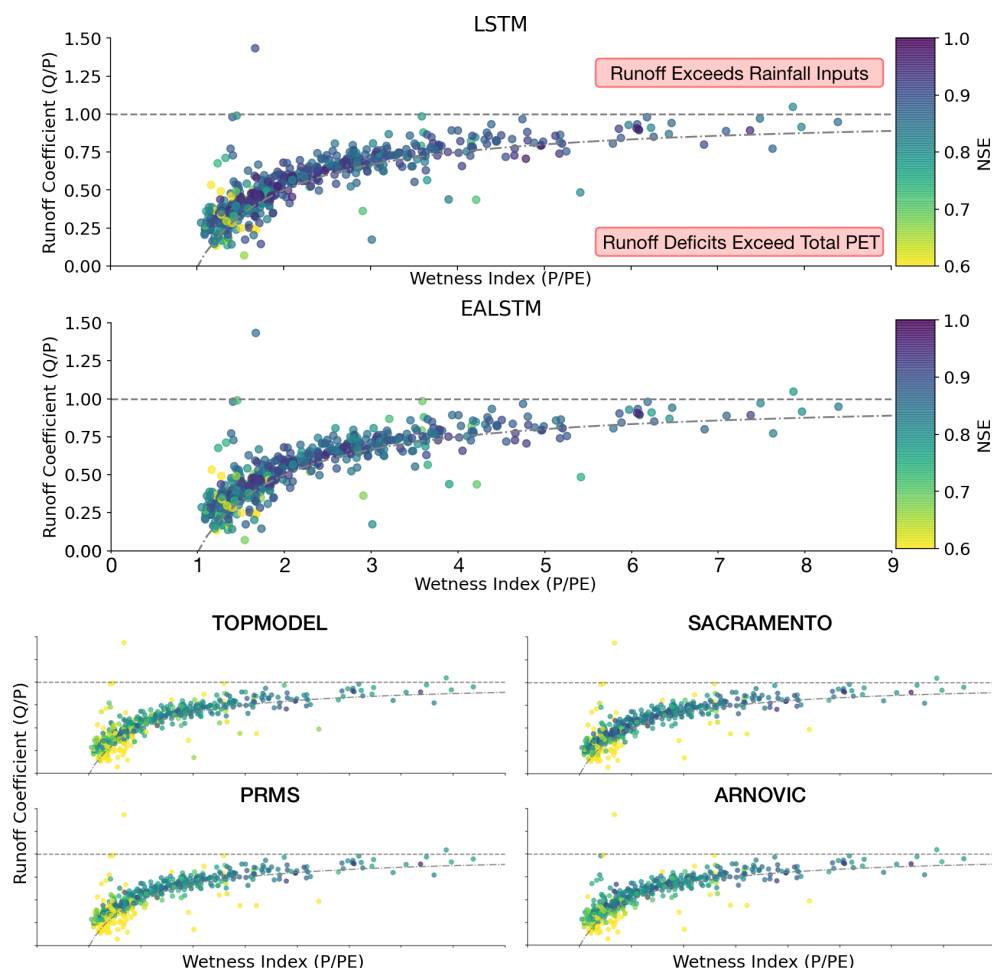 LSTM
Runoff Coefficient (Q/P)
1.50
1.25
1.00
0.75
0.50
0.25
0.00
Runoff Exceeds Rainfall Inputs
Runoff Deficits Exceed Total PET
Wetness Index (P/PE)
1.0
0.9
0.8
0.7
0.6
NSE
EALSTM
Runoff Coefficient (Q/P)
1.50
1.25
1.00
0.75
0.50
0.25
0.00
0 1 2 3 4 5 6 7 8 9
Wetness Index (P/PE)
1.0
0.9
0.8
0.7
0.6
NSE
Runoff Coefficient (Q/P)
TOPMODEL
SACRAMENTO
PRMS
ARNOVIC
Wetness Index (P/PE)
Wetness Index (P/PE)